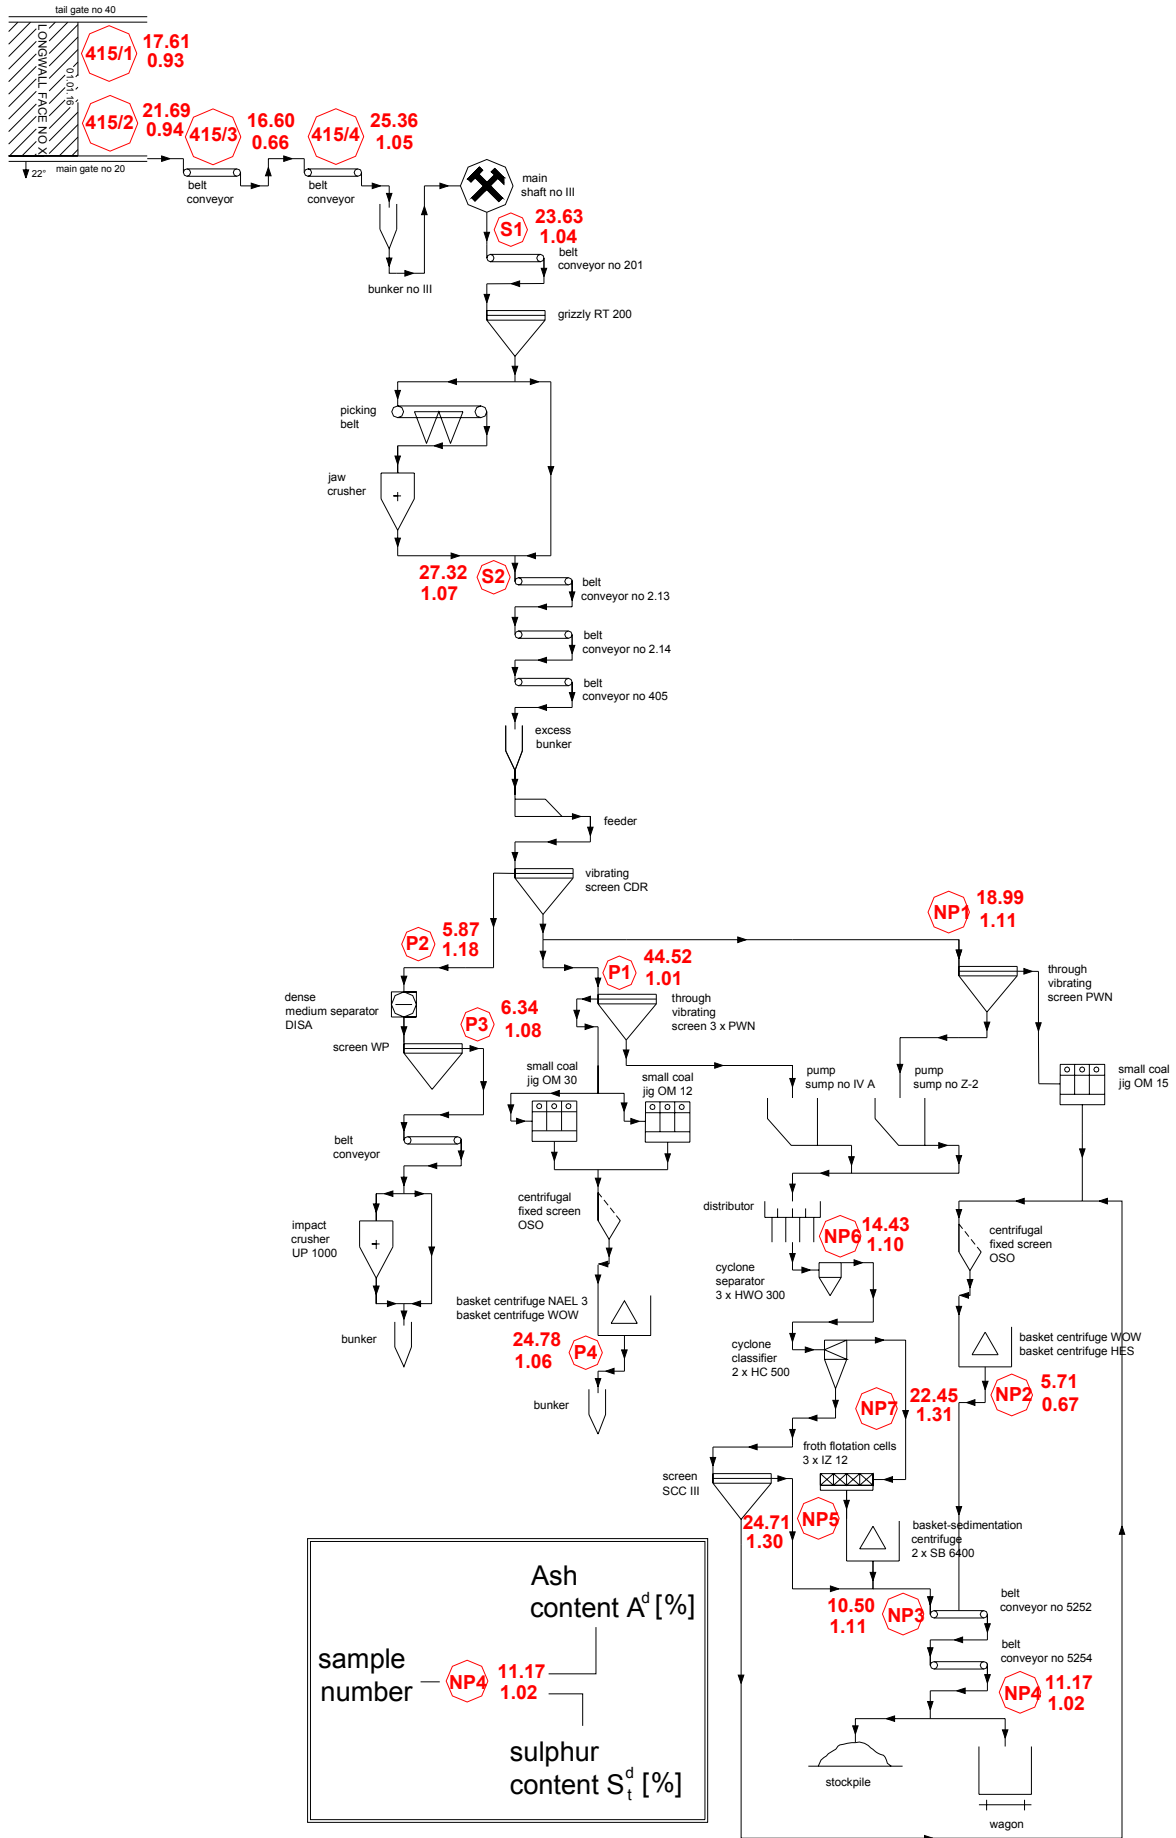 tail gate no 40
LONGWALL FACE NO X
01.01.16
415/1
17.61
0.93
415/2
21.69
0.94
main gate no 20
22°
415/3
16.60
0.66
belt
conveyor
415/4
25.36
1.05
belt
conveyor
bunker no III
main
shaft no III
S1
23.63
1.04
belt
conveyor no 201
grizzly RT 200
picking
belt
jaw
crusher
27.32
1.07
S2
belt
conveyor no 2.13
belt
conveyor no 2.14
belt
conveyor no 405
excess
bunker
feeder
vibrating
screen CDR
P2
5.87
1.18
P1
44.52
1.01
NP1
18.99
1.11
dense
medium separator
DISA
P3
6.34
1.08
screen WP
through
vibrating
screen 3 x PWN
through
vibrating
screen PWN
small coal
jig OM 30
small coal
jig OM 12
pump
sump no IV A
pump
sump no Z-2
small coal
jig OM 15
belt
conveyor
impact
crusher
UP 1000
bunker
centrifugal
fixed screen
OSO
distributor
NP6
14.43
1.10
centrifugal
fixed screen
OSO
cyclone
separator
3 x HWO 300
basket centrifuge NAEL 3
basket centrifuge WOW
24.78
1.06
P4
bunker
cyclone
classifier
2 x HC 500
basket centrifuge WOW
basket centrifuge HES
NP2
5.71
0.67
NP7
22.45
1.31
froth flotation cells
3 x IZ 12
screen
SCC III
24.71
1.30
NP5
basket-sedimentation
centrifuge
2 x SB 6400
10.50
1.11
NP3
belt
conveyor no 5252
belt
conveyor no 5254
NP4
11.17
1.02
stockpile
wagon
Ash
content A^d [%]
sample
number
NP4
11.17
1.02
sulphur
content S_t^d [%]